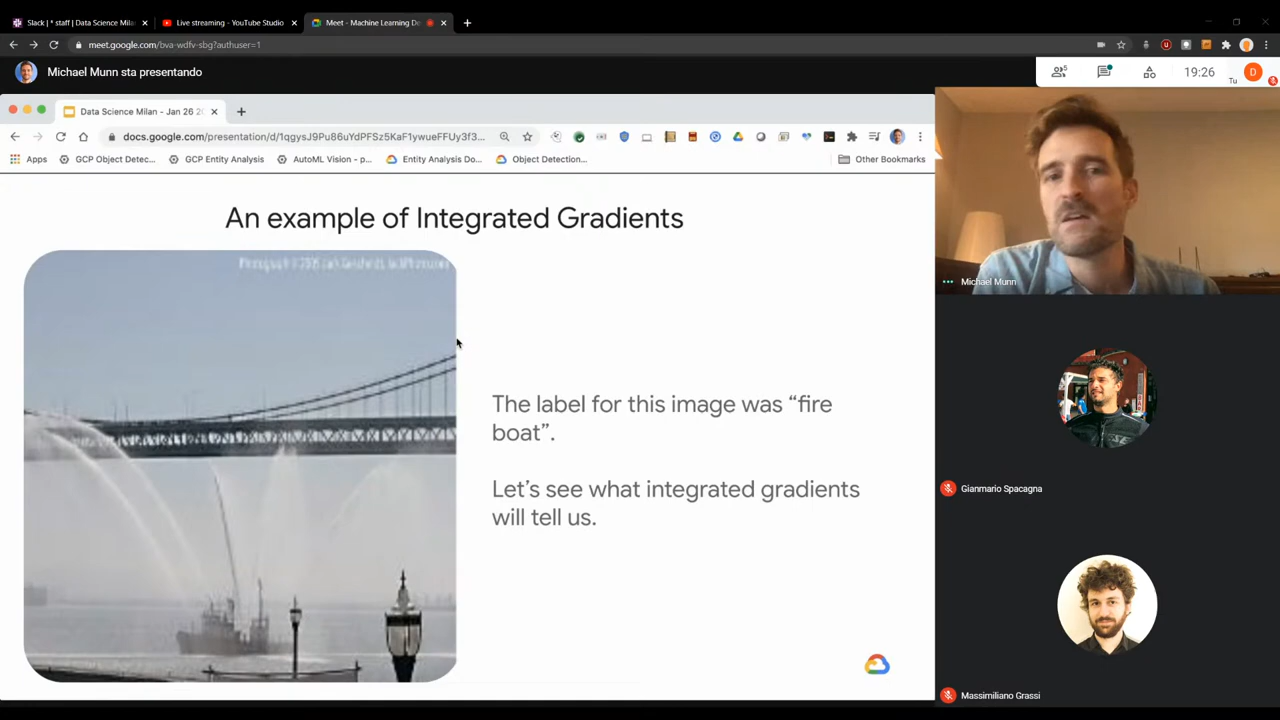 Slack | * staff | Data Science Mila
Live streaming - YouTube Studio
Meet - Machine Learning De
meet.google.com/bva-wdfv-sbg?authuser=1
Michael Munn sta presentando
5
19:26
Tu
D
Data Science Milan - Jan 26 2
docs.google.com/presentation/d/1qgysJ9Pu86uYdPFSz5KaF1ywueFFUy3f3...
Apps
GCP Object Detec...
GCP Entity Analysis
AutoML Vision - p...
Entity Analysis Do...
Object Detection...
Other Bookmarks
An example of Integrated Gradients
The label for this image was “fire
boat”.
Let’s see what integrated gradients
will tell us.
Michael Munn
Gianmario Spacagna
Massimiliano Grassi